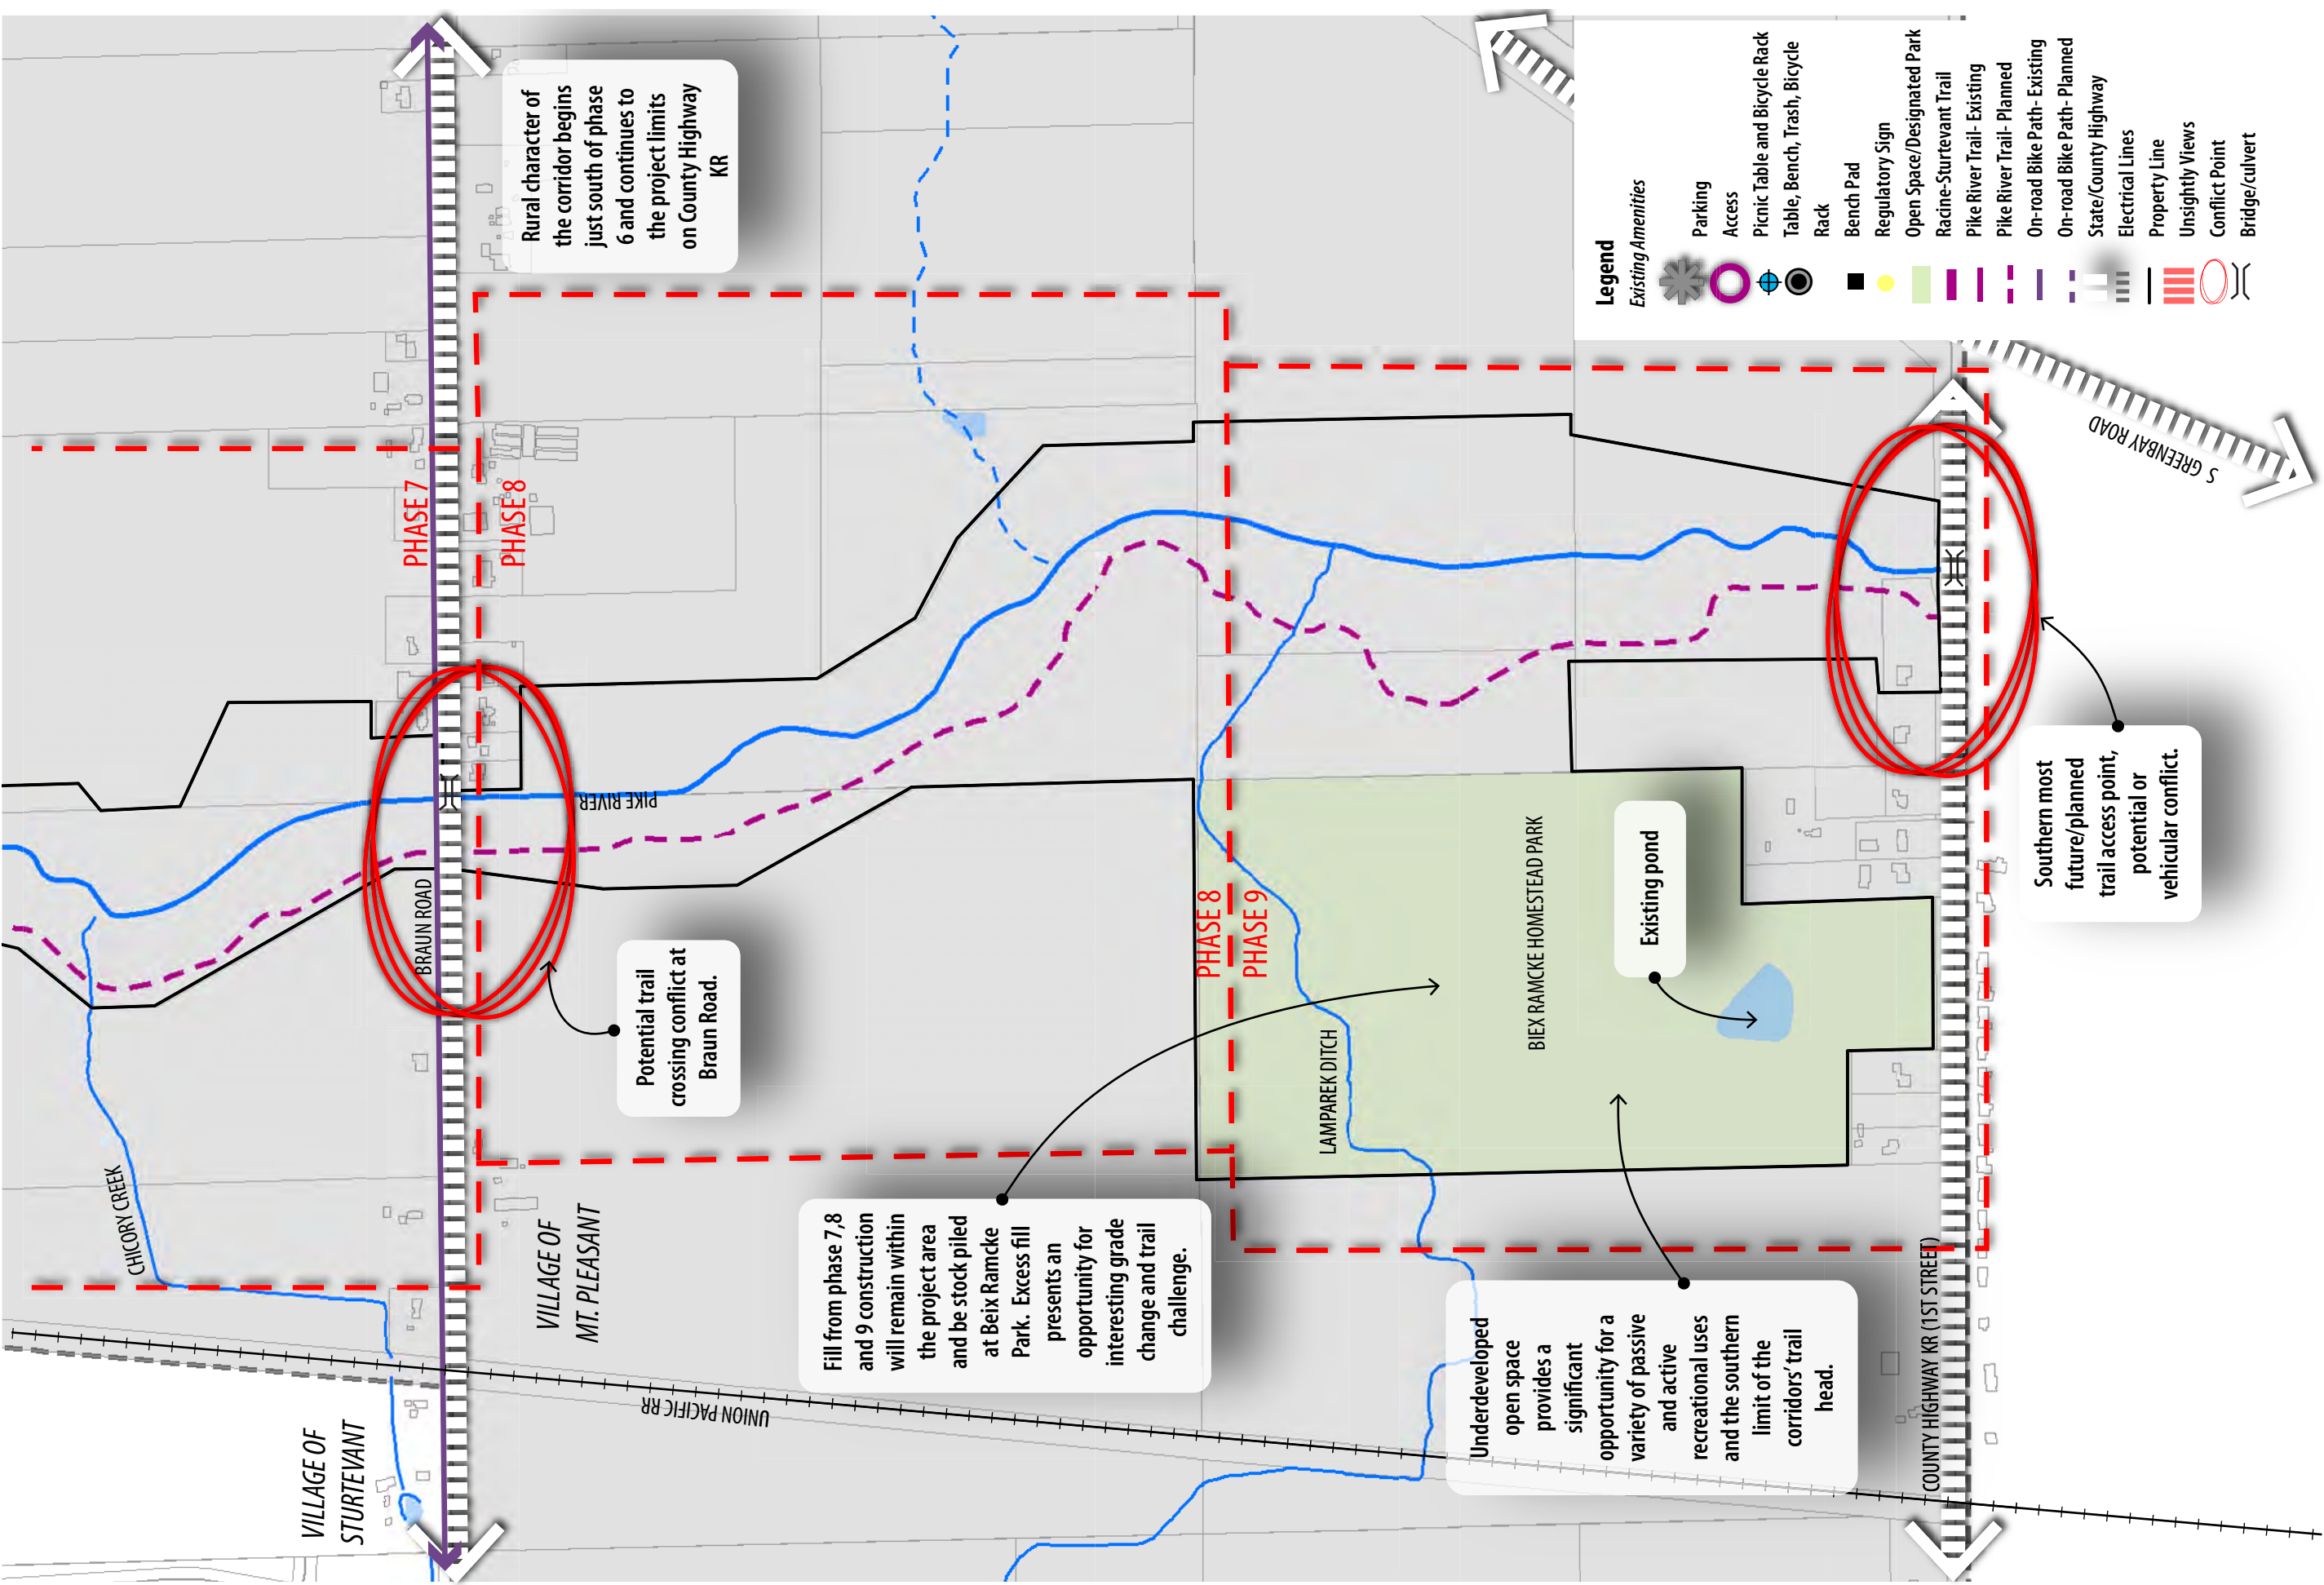 VILLAGE OF
STURTEVANT
CHICORY CREEK
BRAUN ROAD
PHASE 7
PHASE 8
Rural character of
the corridor begins
just south of phase
6 and continues to
the project limits
on County Highway
KR
PIKE RIVER
Potential trail
crossing conflict at
Braun Road.
VILLAGE OF
MT. PLEASANT
UNION PACIFIC RR
Fill from phase 7,8
and 9 construction
will remain within
the project area
and be stock piled
at Beix Ramcke
Park. Excess fill
presents an
opportunity for
interesting grade
change and trail
challenge.
PHASE 8
PHASE 9
LAMPAREK DITCH
BIEX RAMCKE HOMESTEAD PARK
Existing pond
Underdeveloped
open space
provides a
significant
opportunity for a
variety of passive
and active
recreational uses
and the southern
limit of the
corridors' trail
head.
COUNTY HIGHWAY KR (1ST STREET)
Southern most
future/planned
trail access point,
potential or
vehicular conflict.
S GREENBAY ROAD
Legend
Existing Amenities
Parking
Access
Picnic Table and Bicycle Rack
Table, Bench, Trash, Bicycle
Rack
Bench Pad
Regulatory Sign
Open Space/Designated Park
Racine-Sturtevant Trail
Pike River Trail- Existing
Pike River Trail- Planned
On-road Bike Path- Existing
On-road Bike Path- Planned
State/County Highway
Electrical Lines
Property Line
Unsightly Views
Conflict Point
Bridge/culvert